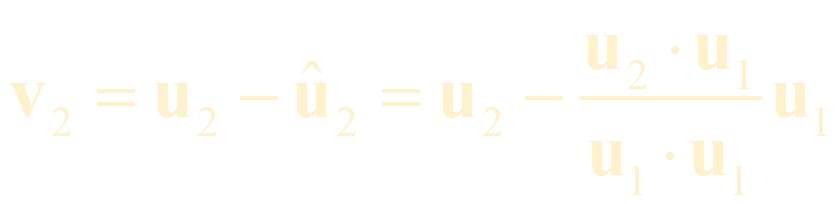 v₂ = u₂ − û₂ = u₂ − (u₂ · u₁)/(u₁ · u₁) u₁